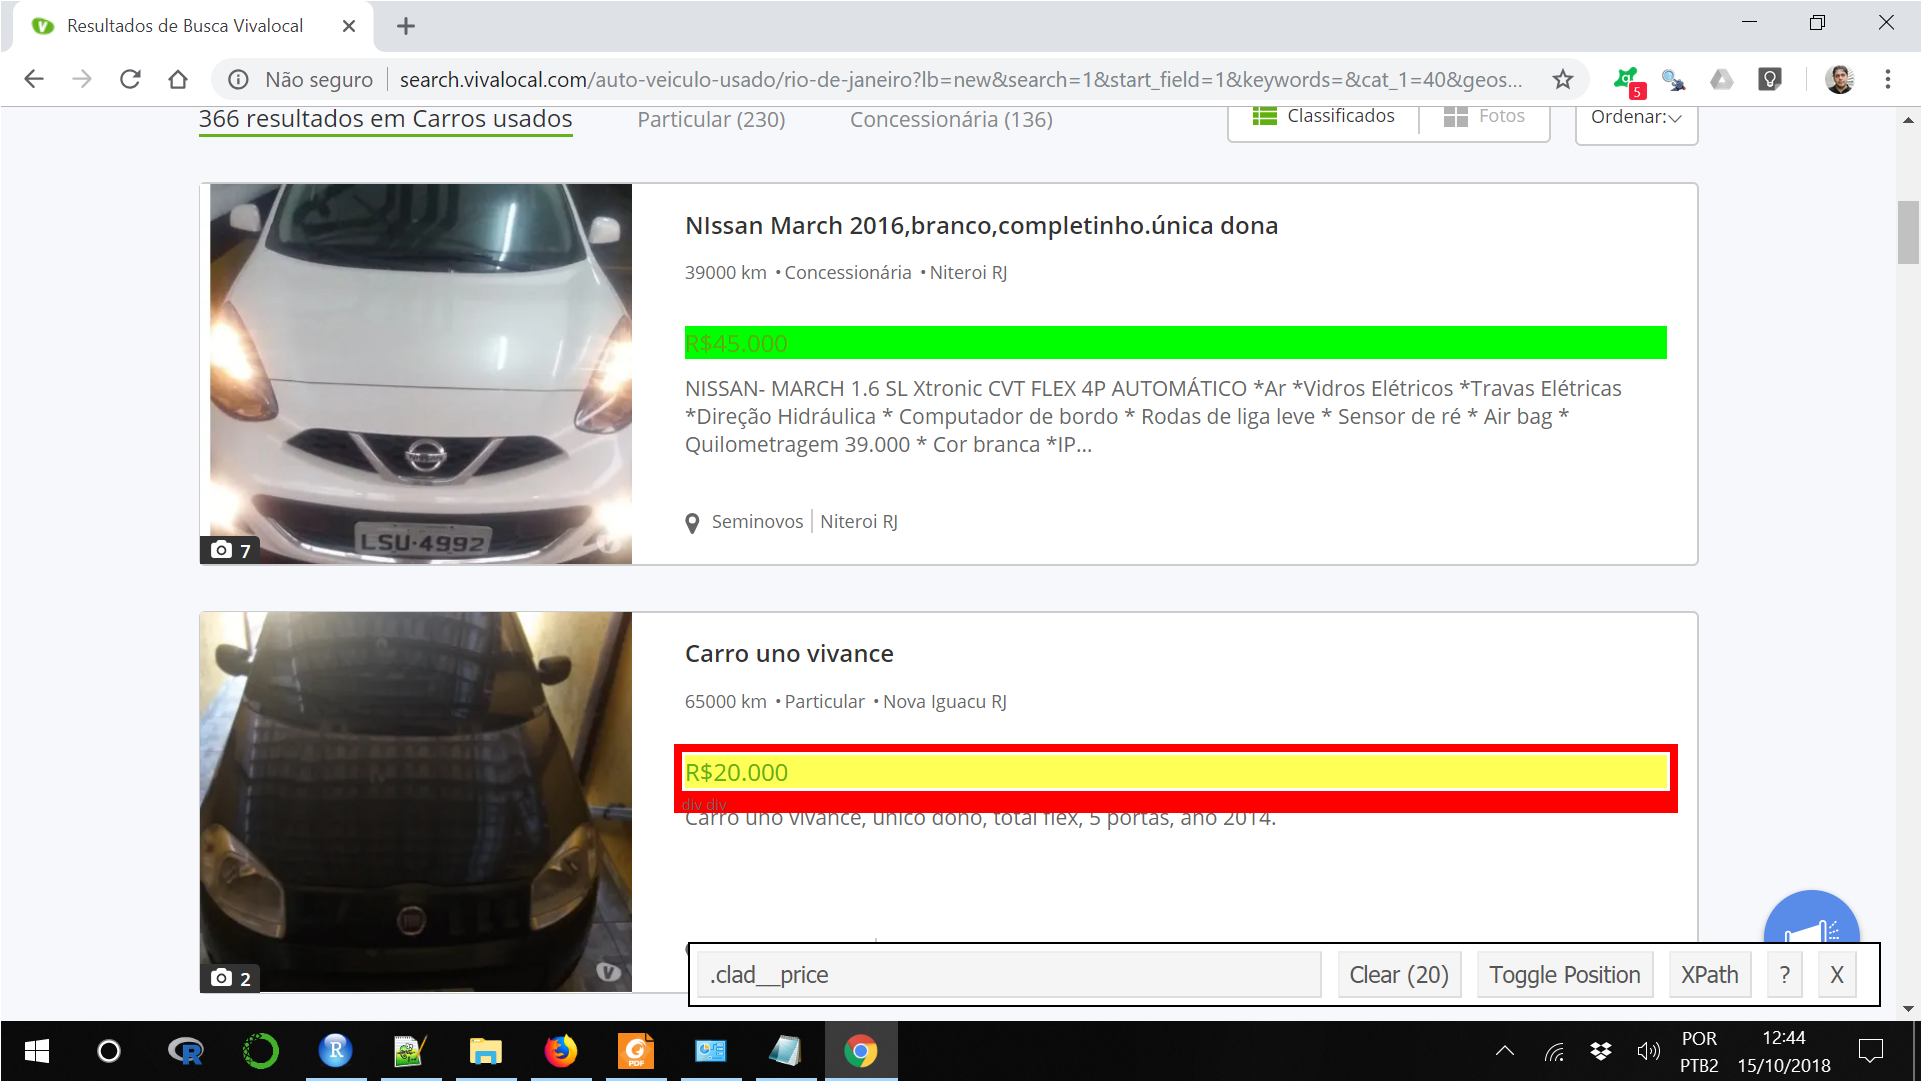 Resultados de Busca Vivalocal
Não seguro
search.vivalocal.com/auto-veiculo-usado/rio-de-janeiro?lb=new&search=1&start_field=1&keywords=&cat_1=40&geos...
5
366 resultados em Carros usados
Particular (230)
Concessionária (136)
Classificados
Fotos
Ordenar:
NIssan March 2016,branco,completinho.única dona
39000 km • Concessionária • Niteroi RJ
R$45.000
NISSAN- MARCH 1.6 SL Xtronic CVT FLEX 4P AUTOMÁTICO *Ar *Vidros Elétricos *Travas Elétricas
*Direção Hidráulica * Computador de bordo * Rodas de liga leve * Sensor de ré * Air bag *
Quilometragem 39.000 * Cor branca *IP...
Seminovos
Niteroi RJ
NISSAN
LSU·4992
7
Carro uno vivance
65000 km • Particular • Nova Iguacu RJ
R$20.000
div div
Carro uno vivance, unico dono, total flex, 5 portas, ano 2014.
2
.clad__price
Clear (20)
Toggle Position
XPath
?
X
POR
PTB2
12:44
15/10/2018
PDF